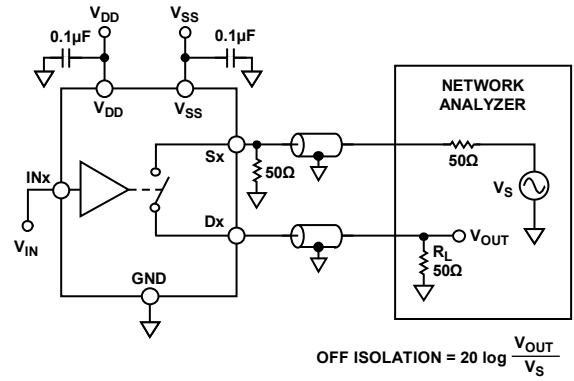 VDD
VSS
0.1µF
0.1µF
VDD
VSS
NETWORK
ANALYZER
Sx
50Ω
50Ω
INx
VS
Dx
VOUT
VIN
RL
50Ω
GND
OFF ISOLATION = 20 log VOUT
VS